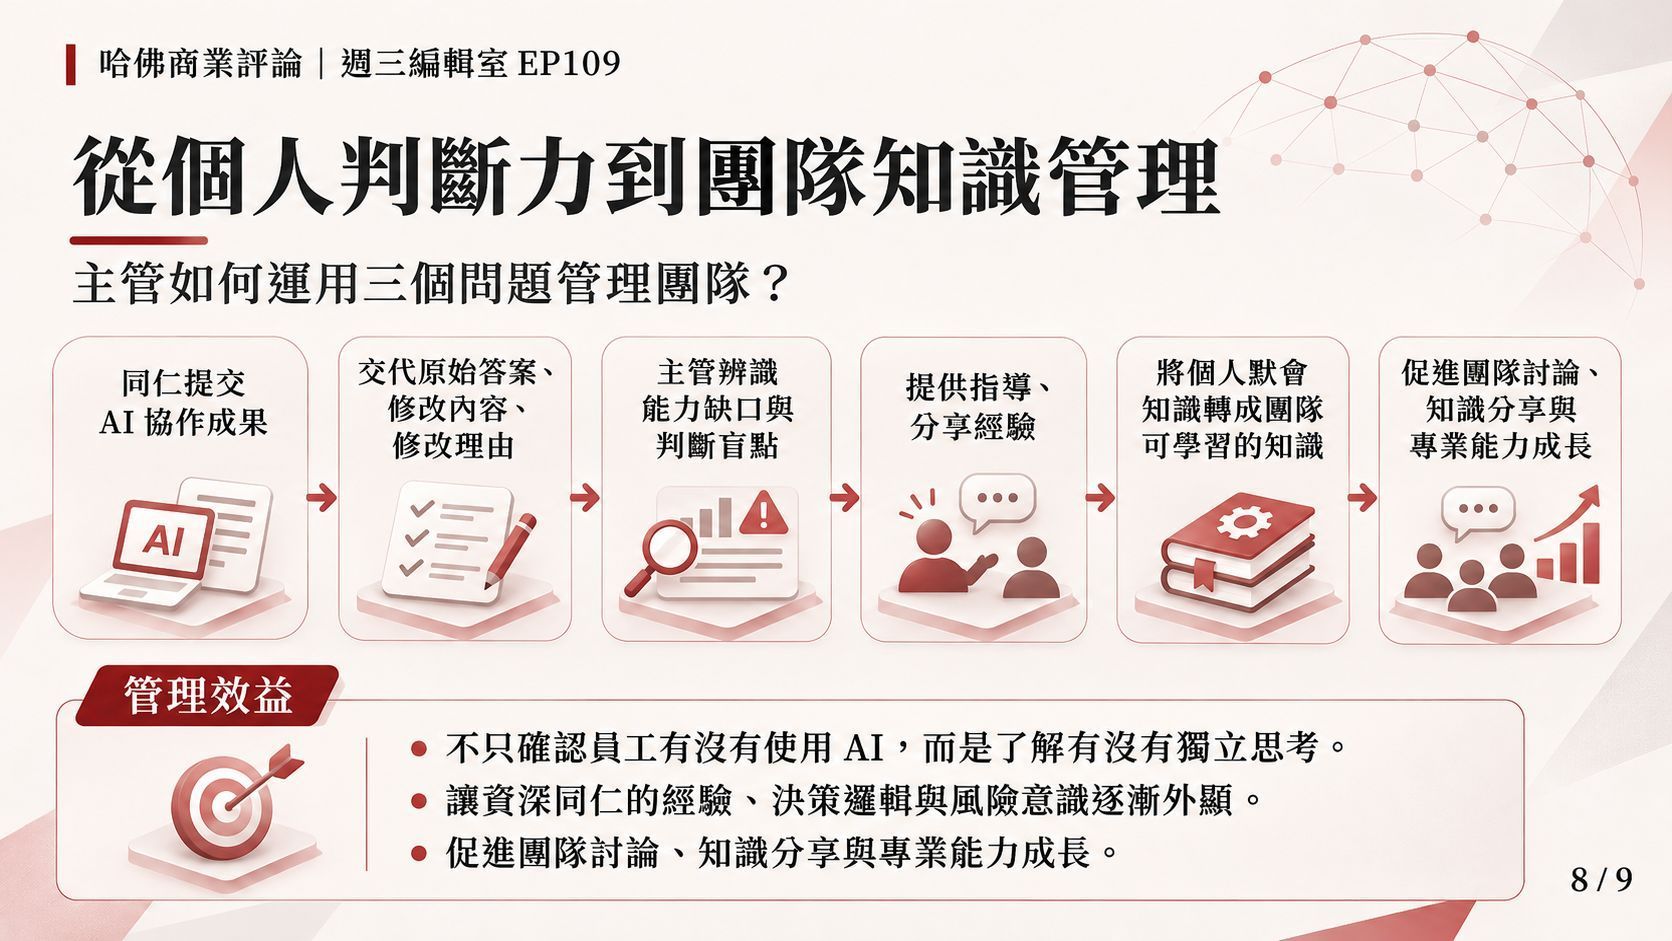 哈佛商業評論｜週三編輯室 EP109
從個人判斷力到團隊知識管理
主管如何運用三個問題管理團隊？
同仁提交
AI 協作成果
交代原始答案、
修改內容、
修改理由
主管辨識
能力缺口與
判斷盲點
提供指導、
分享經驗
將個人默會
知識轉成團隊
可學習的知識
促進團隊討論、
知識分享與
專業能力成長
AI
管理效益
不只確認員工有沒有使用 AI，而是了解有沒有獨立思考。
讓資深同仁的經驗、決策邏輯與風險意識逐漸外顯。
促進團隊討論、知識分享與專業能力成長。
8 / 9